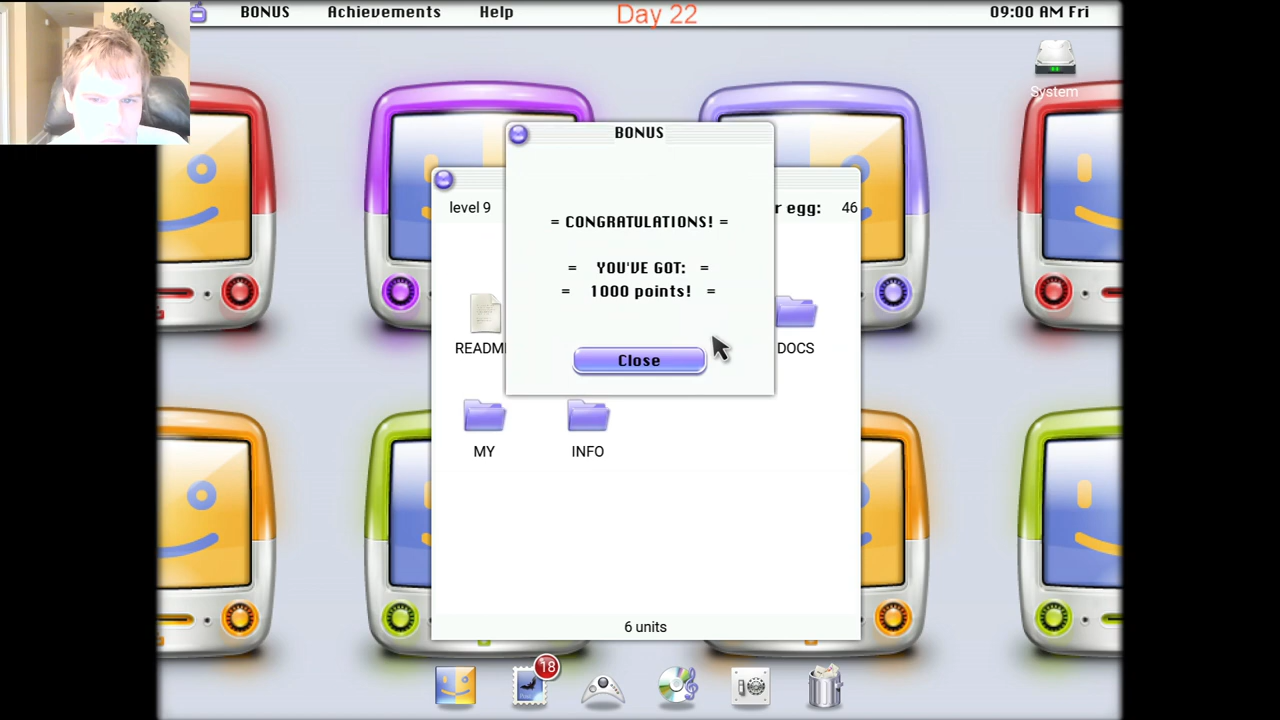 BONUS Achievements Help Day 22 09:00 AM Fri
System
BONUS
level 9 r egg: 46
= CONGRATULATIONS! =
= YOU'VE GOT: =
= 1000 points! =
READM DOCS
Close
MY INFO
6 units
18